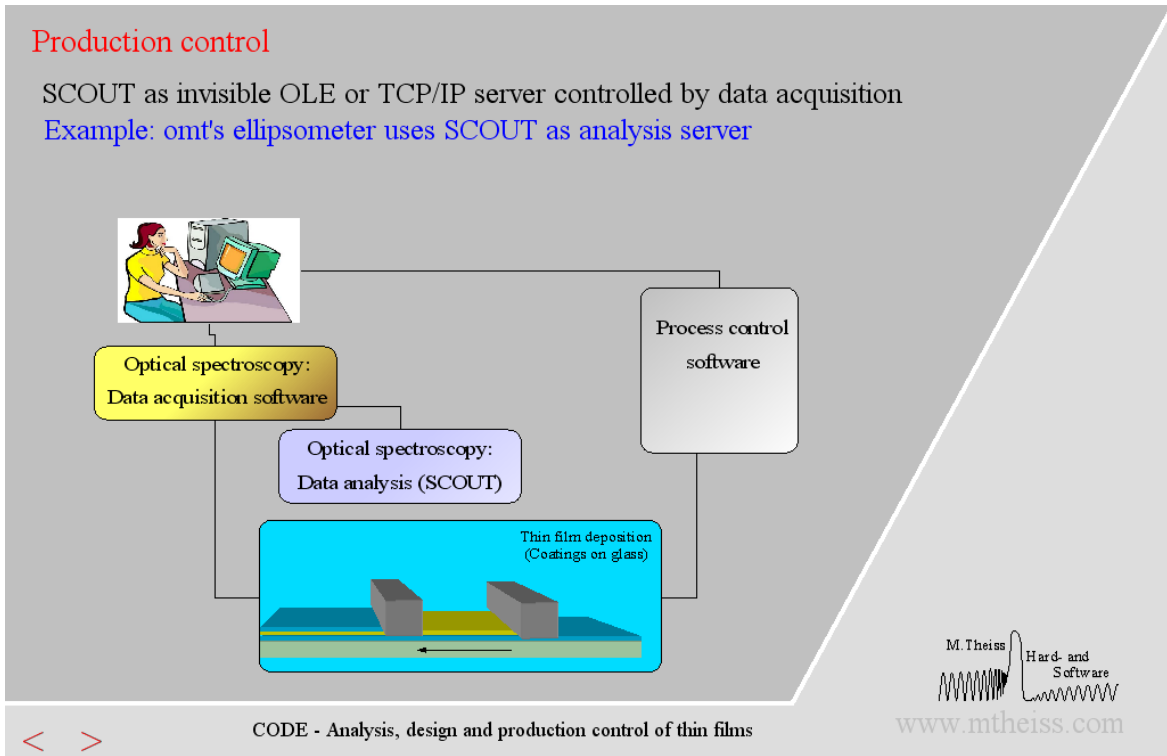 Production control
SCOUT as invisible OLE or TCP/IP server controlled by data acquisition
Example: omt's ellipsometer uses SCOUT as analysis server
Process control
software
Optical spectroscopy:
Data acquisition software
Optical spectroscopy:
Data analysis (SCOUT)
Thin film deposition
(Coatings on glass)
M.Theiss
Hard- and
Software
www.mtheiss.com
< >
CODE - Analysis, design and production control of thin films